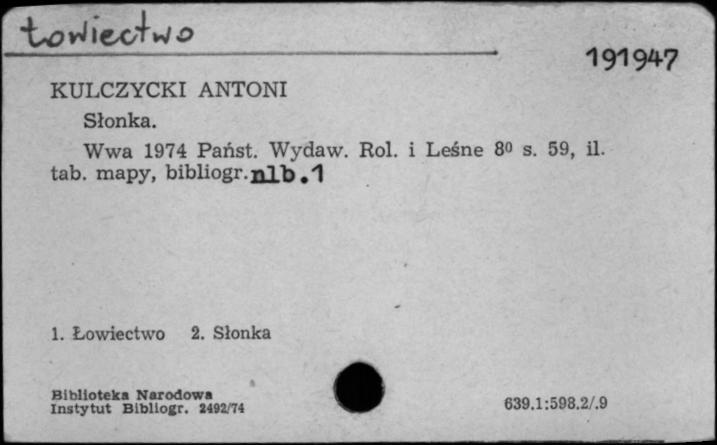 Łowiectwo
191947
KULCZYCKI ANTONI
Słonka.
Wwa 1974 Państ. Wydaw. Rol. i Leśne 8⁰ s. 59, il.
tab. mapy, bibliogr. nlb.1
1. Łowiectwo 2. Słonka
Biblioteka Narodowa
Instytut Bibliogr. 2492/74
639.1:598.2/.9